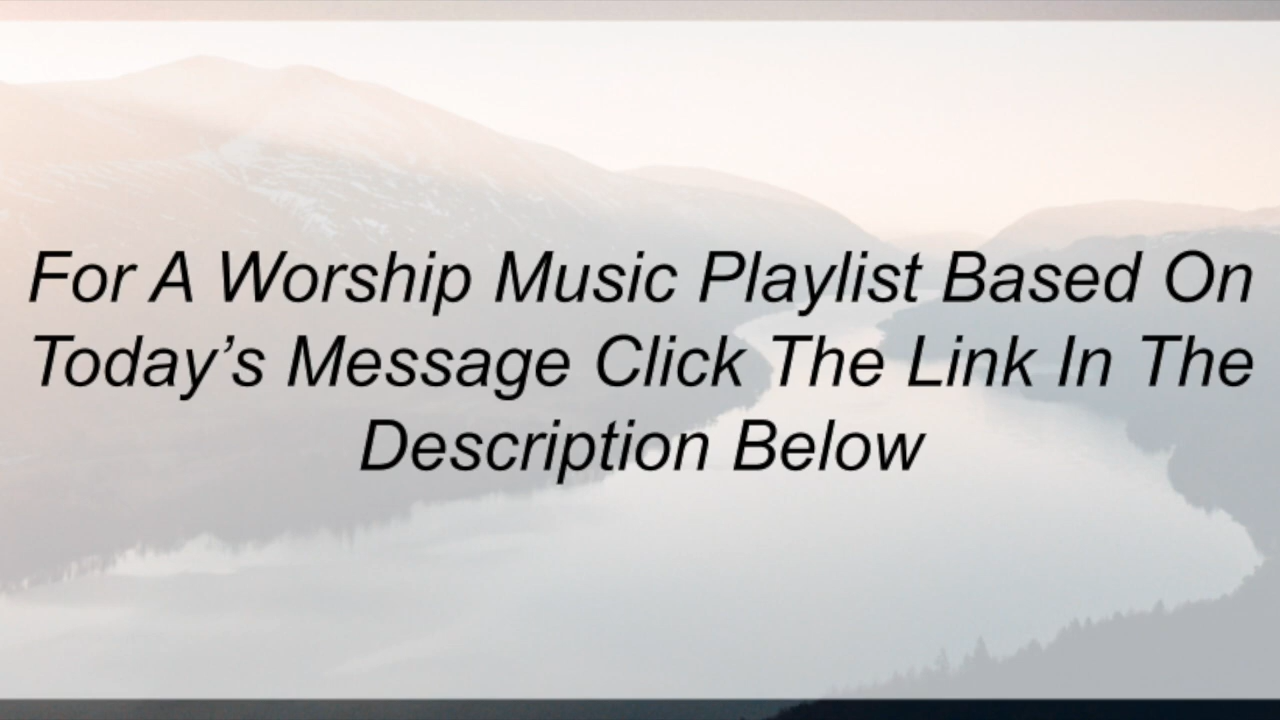 For A Worship Music Playlist Based On
Today’s Message Click The Link In The
Description Below